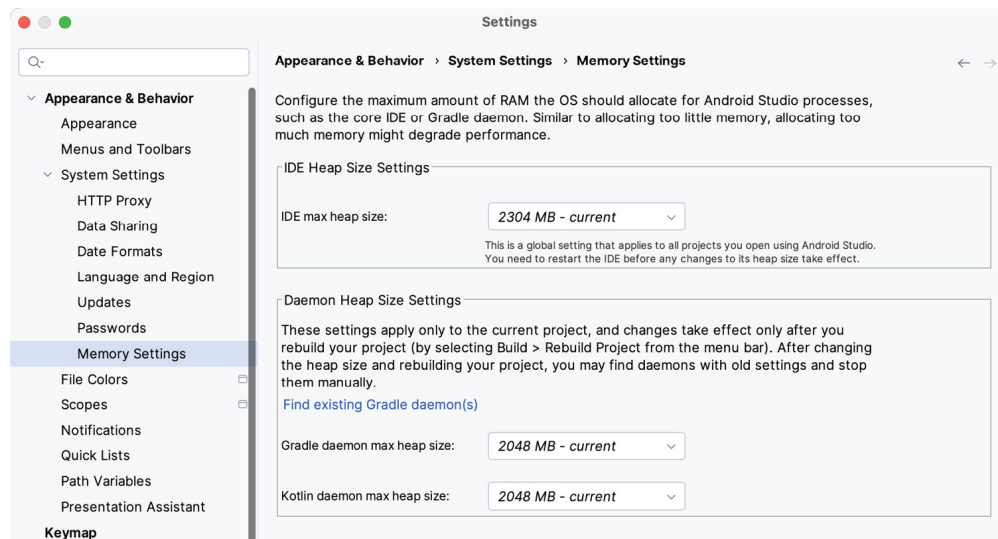 Settings
Appearance & Behavior
Appearance
Menus and Toolbars
System Settings
HTTP Proxy
Data Sharing
Date Formats
Language and Region
Updates
Passwords
Memory Settings
File Colors
Scopes
Notifications
Quick Lists
Path Variables
Presentation Assistant
Keymap
Appearance & Behavior › System Settings › Memory Settings
Configure the maximum amount of RAM the OS should allocate for Android Studio processes,
such as the core IDE or Gradle daemon. Similar to allocating too little memory, allocating too
much memory might degrade performance.
IDE Heap Size Settings
IDE max heap size: 2304 MB - current
This is a global setting that applies to all projects you open using Android Studio.
You need to restart the IDE before any changes to its heap size take effect.
Daemon Heap Size Settings
These settings apply only to the current project, and changes take effect only after you
rebuild your project (by selecting Build > Rebuild Project from the menu bar). After changing
the heap size and rebuilding your project, you may find daemons with old settings and stop
them manually.
Find existing Gradle daemon(s)
Gradle daemon max heap size: 2048 MB - current
Kotlin daemon max heap size: 2048 MB - current